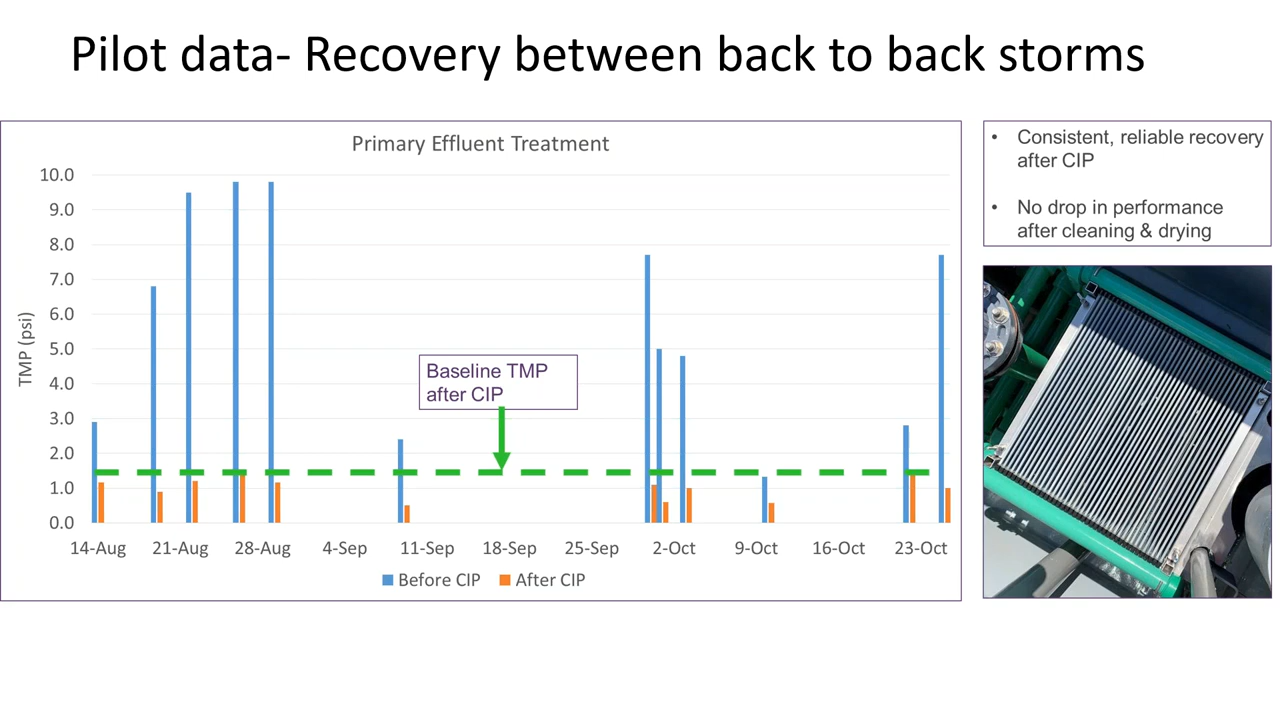 Pilot data- Recovery between back to back storms
Primary Effluent Treatment
10.0
9.0
8.0
7.0
6.0
5.0
4.0
3.0
2.0
1.0
0.0
TMP (psi)
Baseline TMP
after CIP
14-Aug 21-Aug 28-Aug 4-Sep 11-Sep 18-Sep 25-Sep 2-Oct 9-Oct 16-Oct 23-Oct
Before CIP After CIP
• Consistent, reliable recovery
after CIP
• No drop in performance
after cleaning & drying